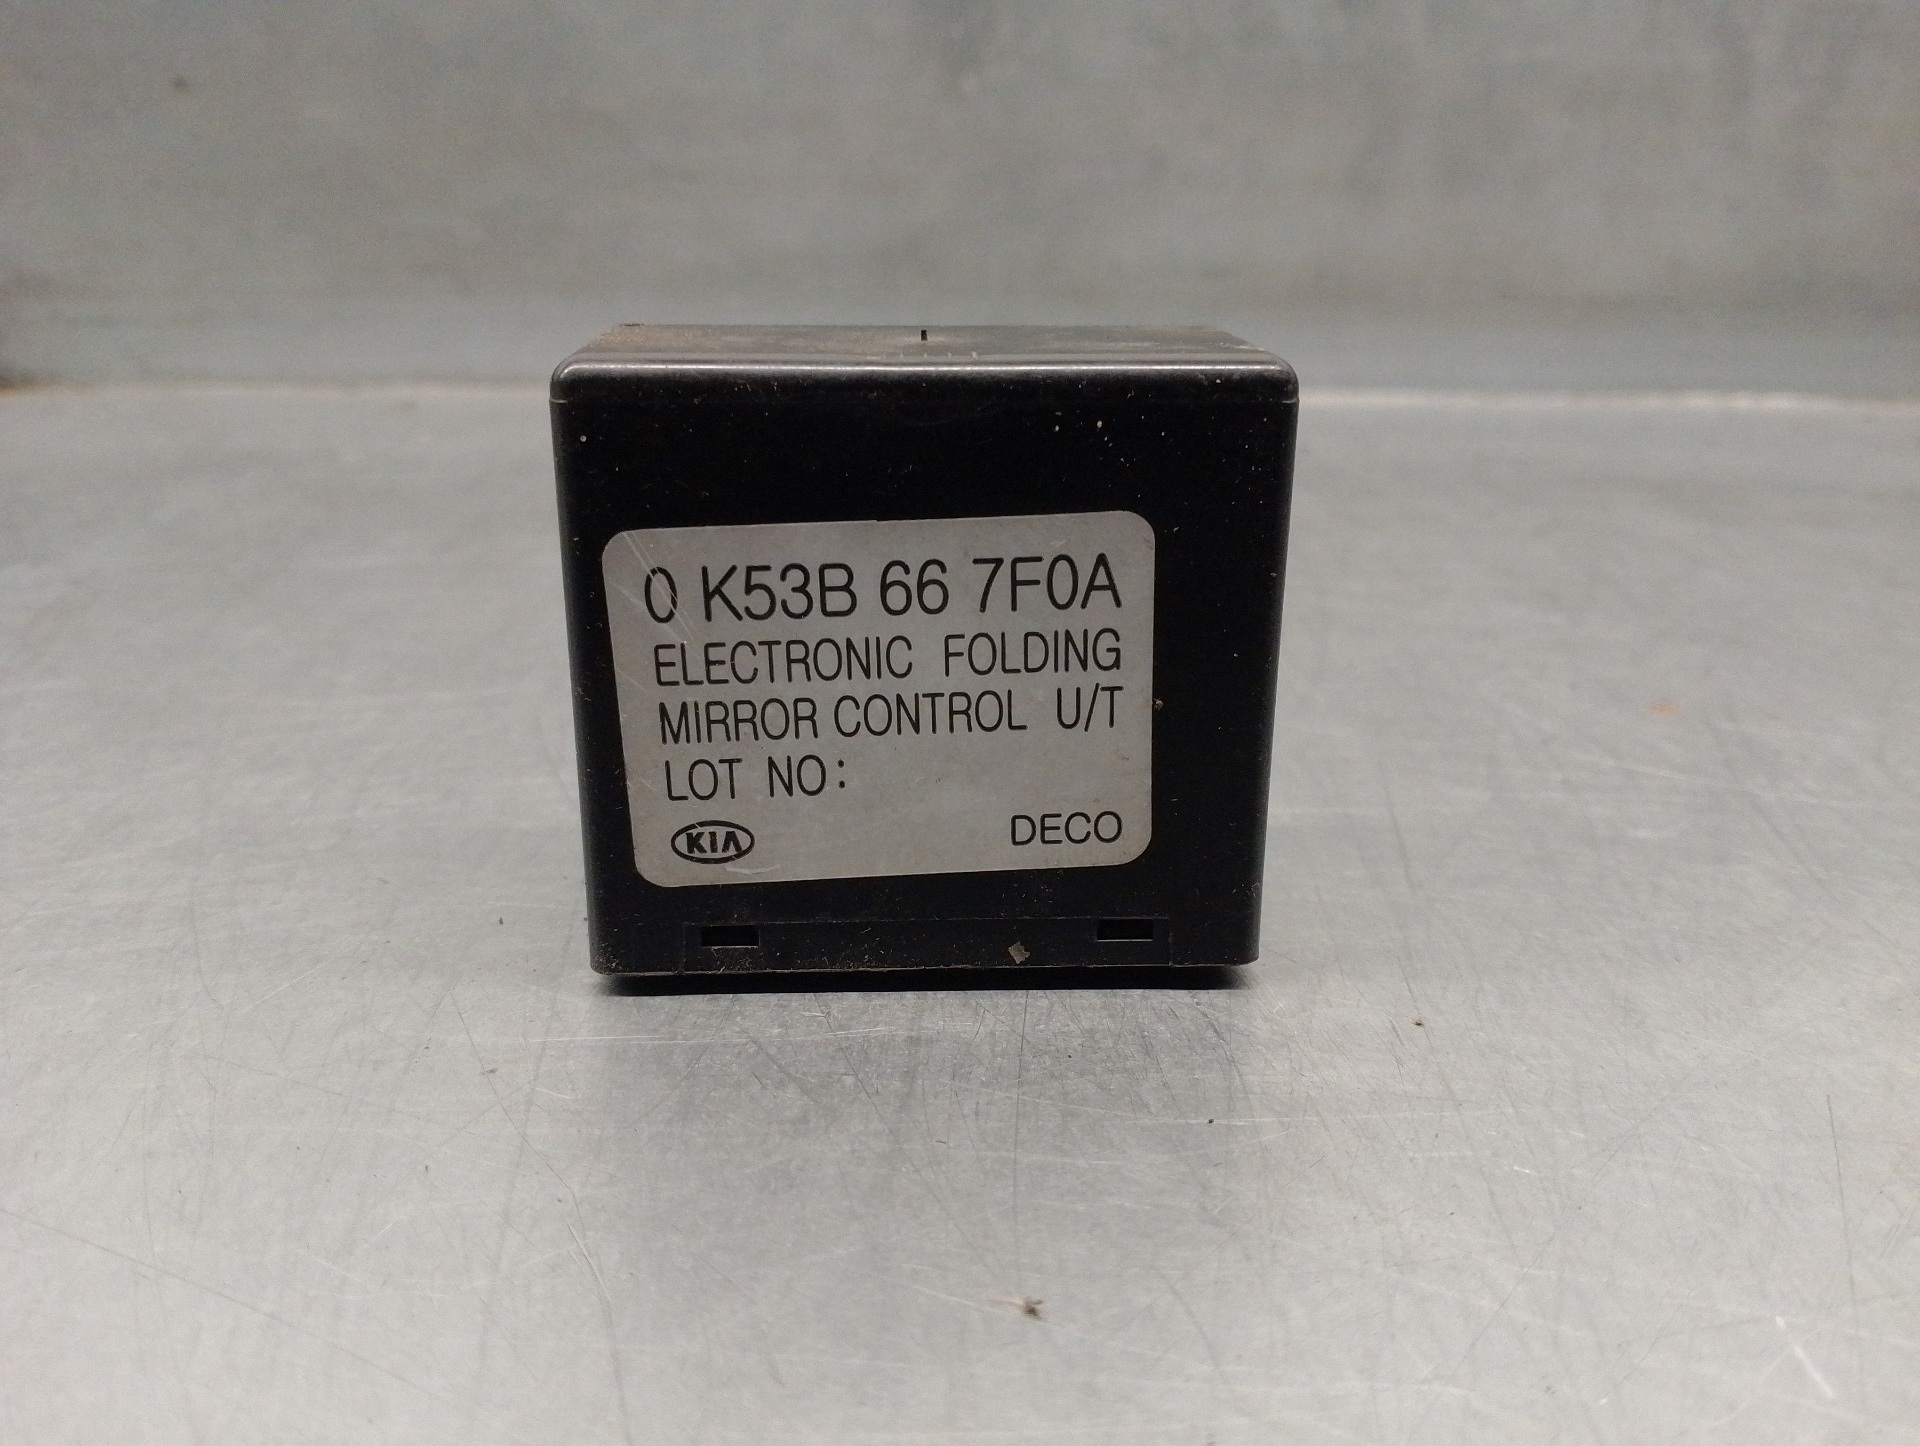 0 K53B 66 7F0A
ELECTRONIC FOLDING
MIRROR CONTROL U/T
LOT NO:
KIA DECO